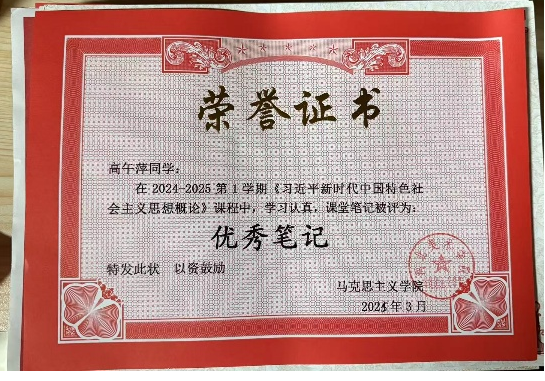 荣誉证书
高午萍同学：
在 2024-2025 第 1 学期《习近平新时代中国特色社
会主义思想概论》课程中，学习认真，课堂笔记被评为：
优秀笔记
特发此状 以资鼓励
马克思主义学院
2025 年 3 月